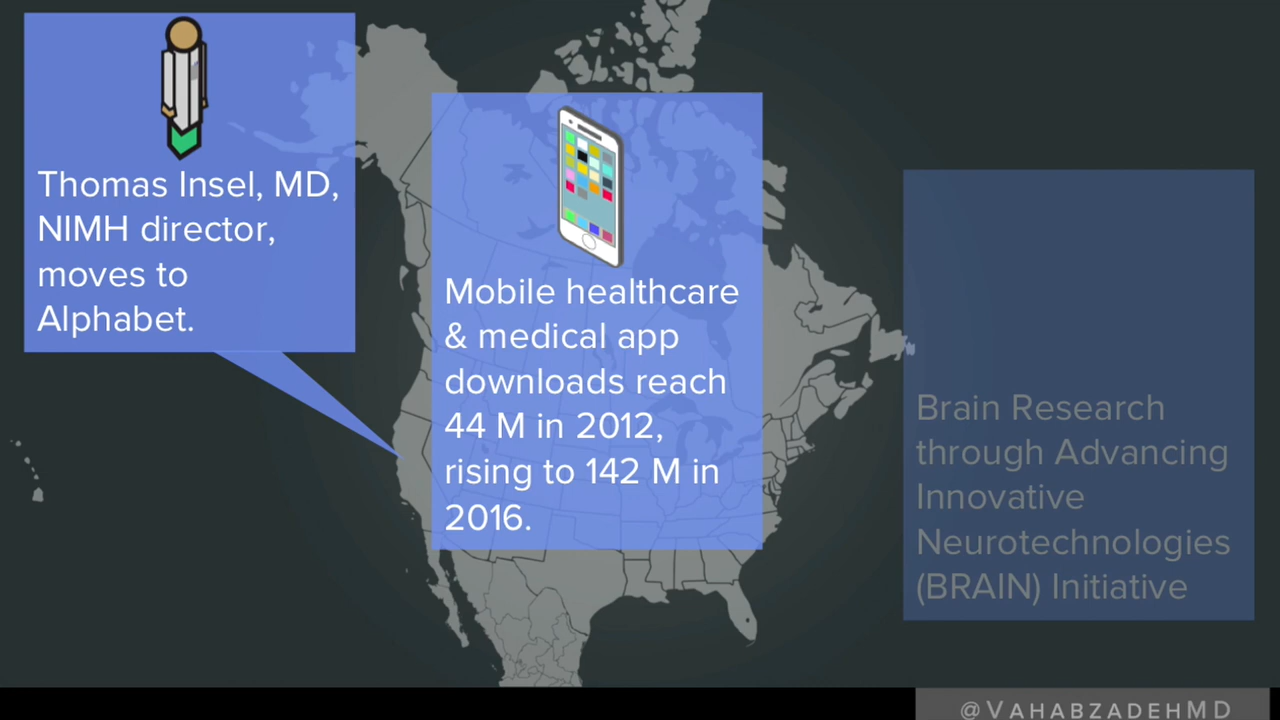 Thomas Insel, MD,
NIMH director,
moves to
Alphabet.
Mobile healthcare
& medical app
downloads reach
44 M in 2012,
rising to 142 M in
2016.
Brain Research
through Advancing
Innovative
Neurotechnologies
(BRAIN) Initiative
@VAHABZADEHMD